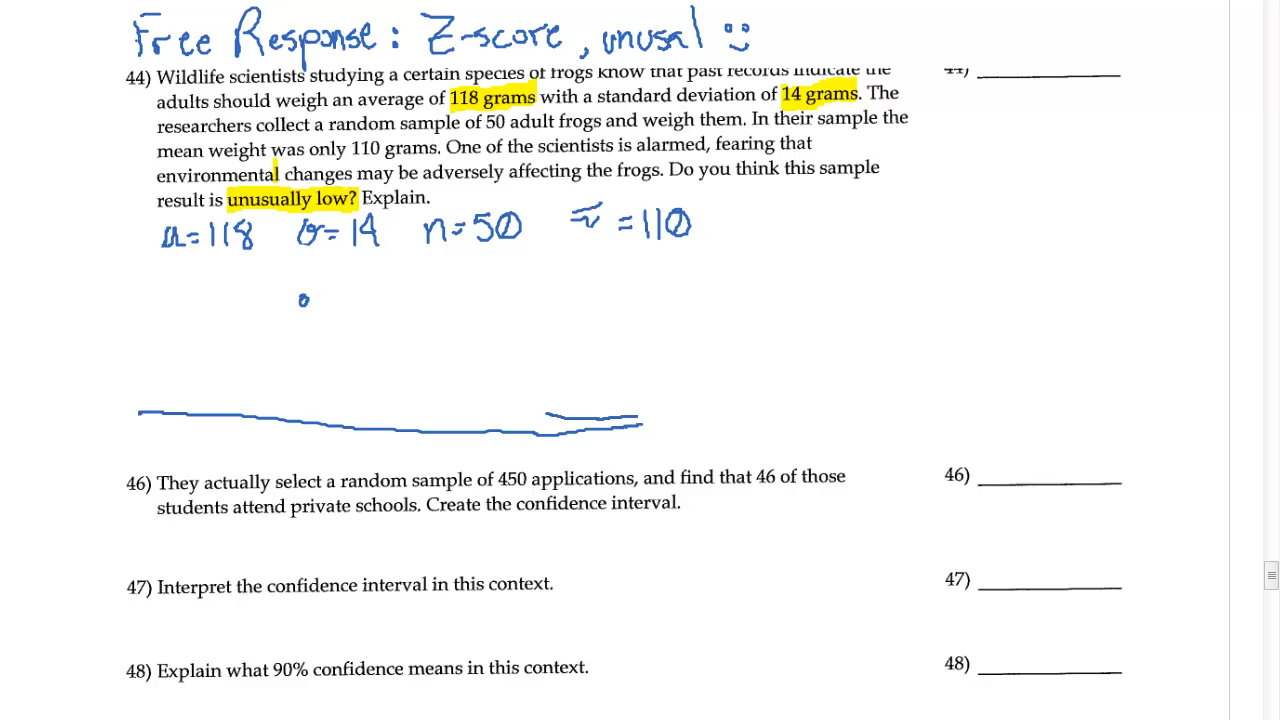 Free Response: Z-score, unusal
44) Wildlife scientists studying a certain species of frogs know that past records indicate the 44)
adults should weigh an average of 118 grams with a standard deviation of 14 grams. The
researchers collect a random sample of 50 adult frogs and weigh them. In their sample the
mean weight was only 110 grams. One of the scientists is alarmed, fearing that
environmental changes may be adversely affecting the frogs. Do you think this sample
result is unusually low? Explain.
μ=118 σ=14 n=50 =110
46) They actually select a random sample of 450 applications, and find that 46 of those 46)
students attend private schools. Create the confidence interval.
47) Interpret the confidence interval in this context. 47)
48) Explain what 90% confidence means in this context. 48)